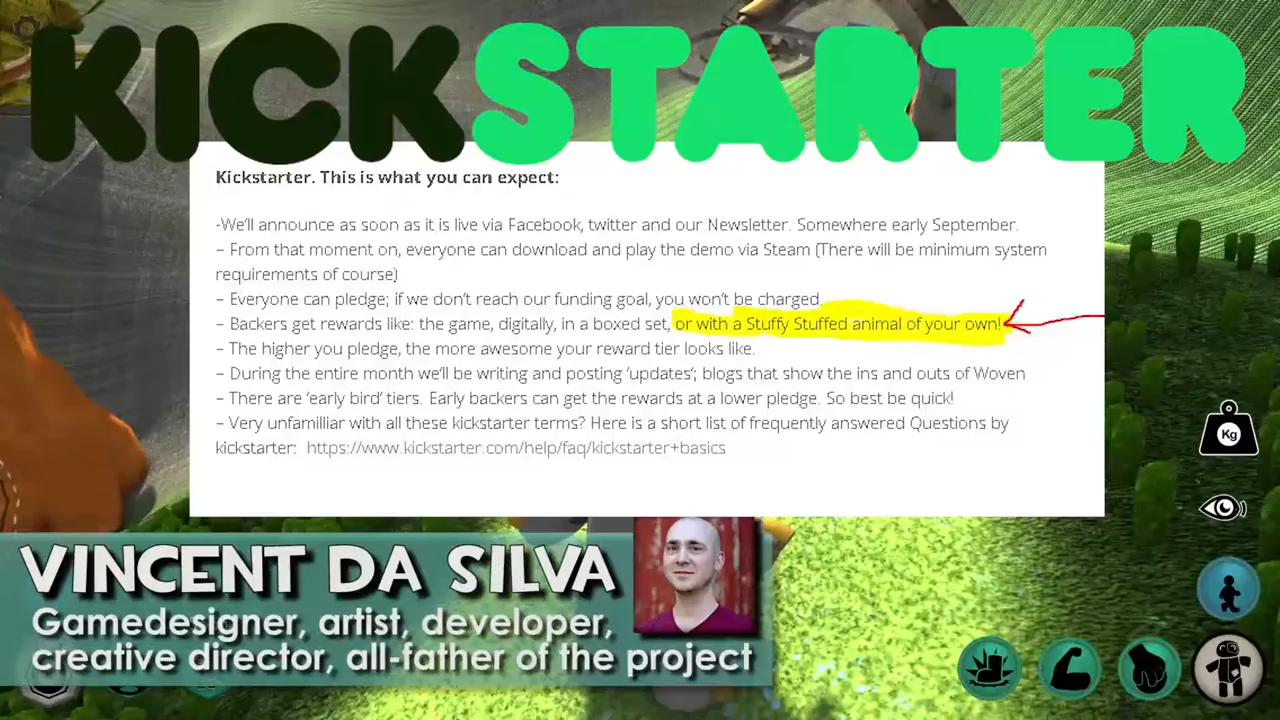 KICKSTARTER
Kickstarter. This is what you can expect:
-We'll announce as soon as it is live via Facebook, twitter and our Newsletter. Somewhere early September.
– From that moment on, everyone can download and play the demo via Steam (There will be minimum system
requirements of course)
– Everyone can pledge; if we don't reach our funding goal, you won't be charged.
– Backers get rewards like: the game, digitally, in a boxed set, or with a Stuffy Stuffed animal of your own!
– The higher you pledge, the more awesome your reward tier looks like.
– During the entire month we'll be writing and posting 'updates'; blogs that show the ins and outs of Woven
– There are 'early bird' tiers. Early backers can get the rewards at a lower pledge. So best be quick!
– Very unfamilliar with all these kickstarter terms? Here is a short list of frequently answered Questions by
kickstarter: https://www.kickstarter.com/help/faq/kickstarter+basics
Kg
VINCENT DA SILVA
Gamedesigner, artist, developer,
creative director, all-father of the project